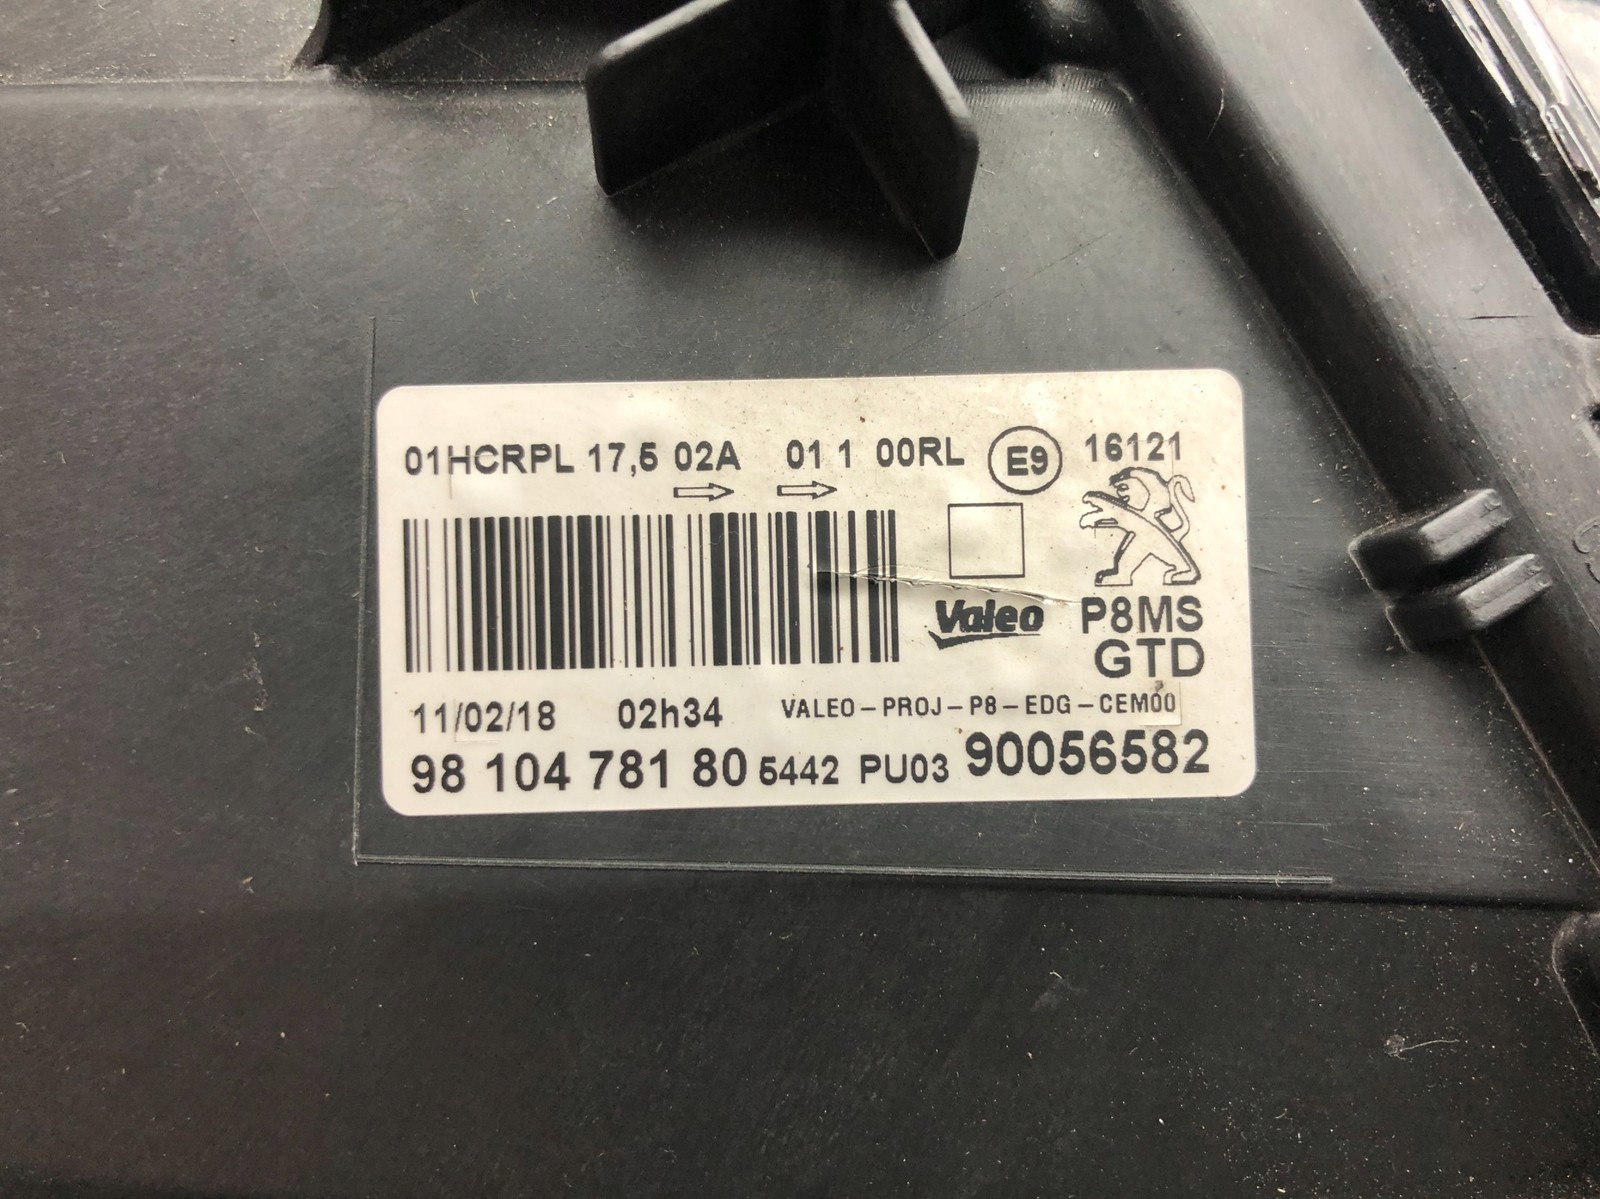 01HCRPL 17,5 02A 01 1 00RL E9 16121
Valeo P8MS
GTD
11/02/18 02h34 VALEO-PROJ-P8-EDG-CEM00
98 104 781 80 5442 PU03 90056582